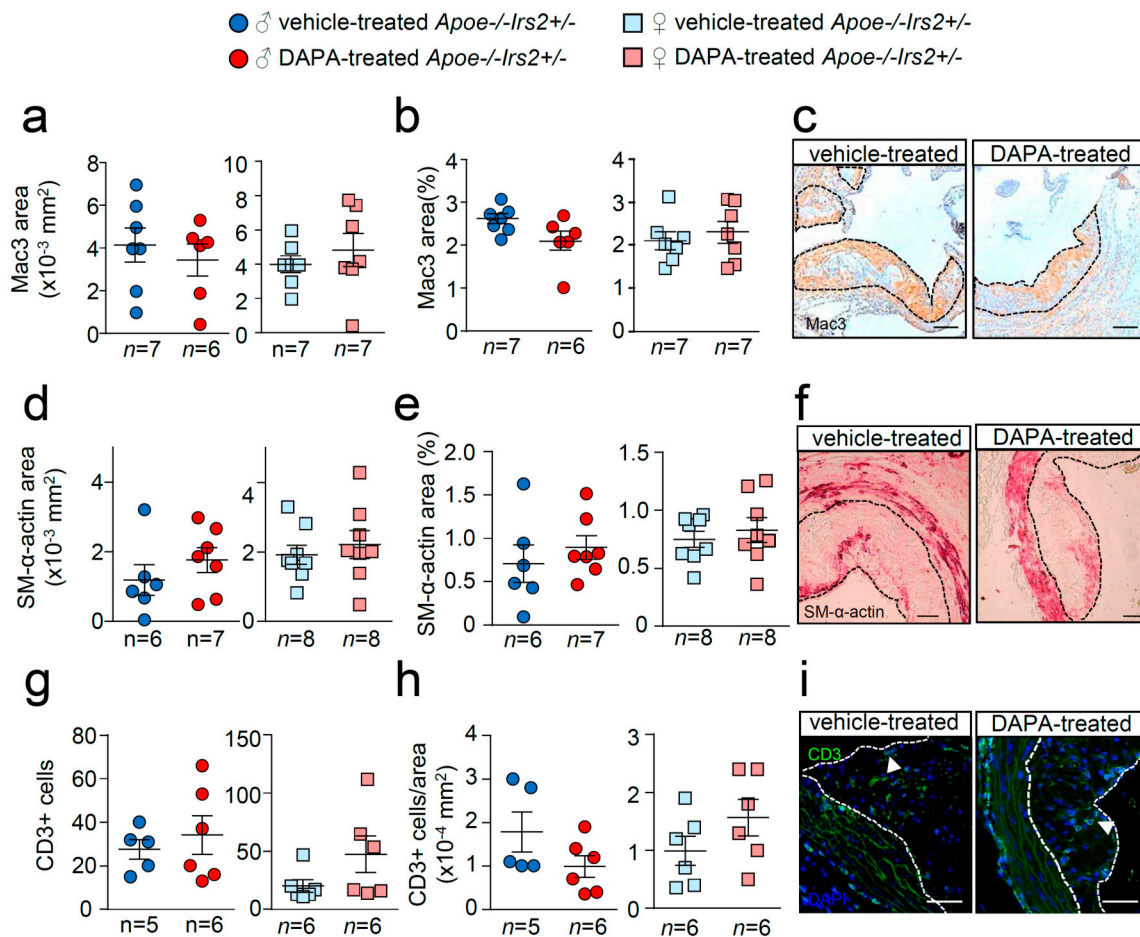 ♂ vehicle-treated Apoe-/-Irs2+/- ♀ vehicle-treated Apoe-/-Irs2+/-
♂ DAPA-treated Apoe-/-Irs2+/- ♀ DAPA-treated Apoe-/-Irs2+/-
a
Mac3 area
(x10⁻³ mm²)
8
6
4
2
0
n=7 n=6
10
8
6
4
2
0
n=7 n=7
b
Mac3 area(%)
4
3
2
1
0
n=7 n=6
4
3
2
1
0
n=7 n=7
c
vehicle-treated DAPA-treated
Mac3
d
SM-α-actin area
(x10⁻³ mm²)
4
2
0
n=6 n=7
4
2
0
n=8 n=8
e
SM-α-actin area (%)
2.0
1.5
1.0
0.5
0
n=6 n=7
1.5
1.0
0.5
0
n=8 n=8
f
vehicle-treated DAPA-treated
SM-α-actin
g
CD3+ cells
80
60
40
20
0
n=5 n=6
150
100
50
0
n=6 n=6
h
CD3+ cells/area
(x10⁻⁴ mm²)
4
3
2
1
0
n=5 n=6
3
2
1
0
n=6 n=6
i
vehicle-treated DAPA-treated
CD3
DAPI